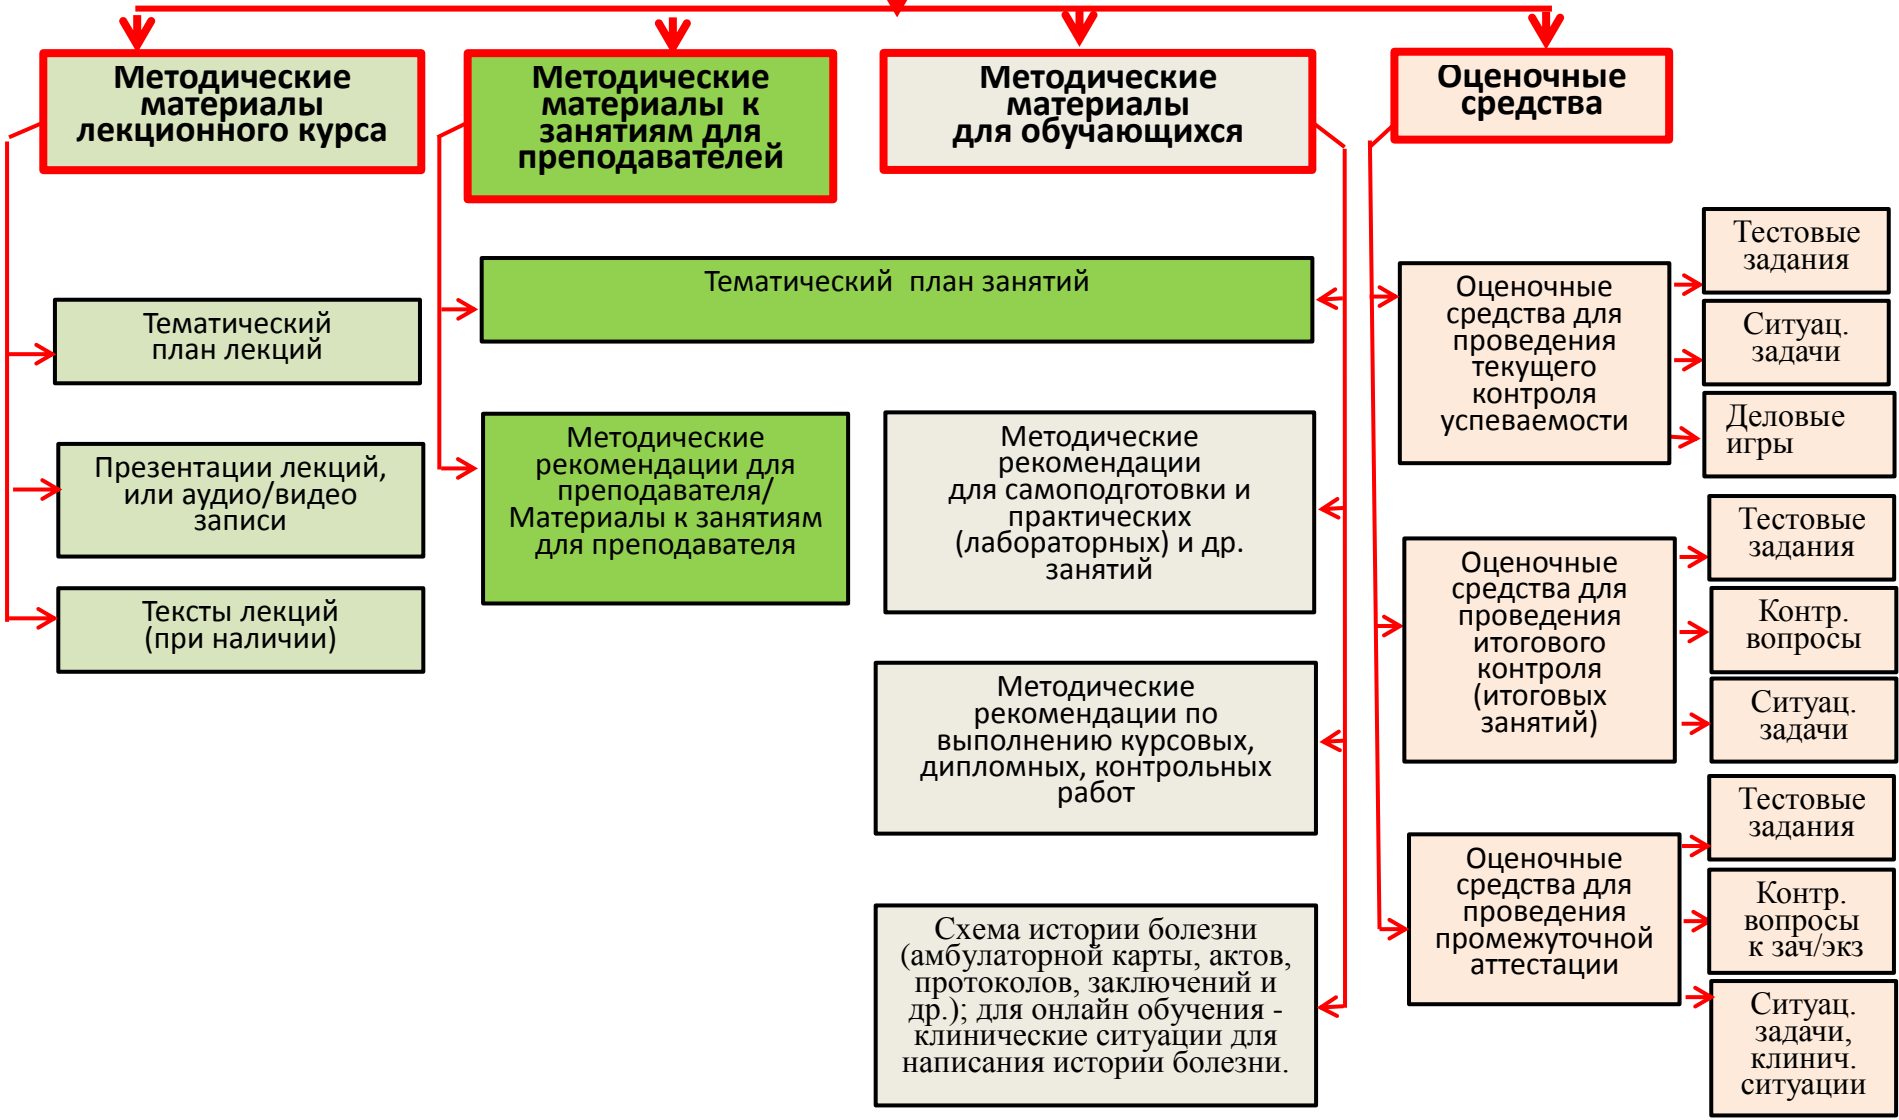 Методические
материалы
лекционного курса
Методические
материалы к
занятиям для
преподавателей
Методические
материалы
для обучающихся
Оценочные
средства
Тематический
план лекций
Презентации лекций,
или аудио/видео
записи
Тексты лекций
(при наличии)
Тематический план занятий
Методические
рекомендации для
преподавателя/
Материалы к занятиям
для преподавателя
Методические
рекомендации
для самоподготовки и
практических
(лабораторных) и др.
занятий
Методические
рекомендации по
выполнению курсовых,
дипломных, контрольных
работ
Схема истории болезни
(амбулаторной карты, актов,
протоколов, заключений и
др.); для онлайн обучения -
клинические ситуации для
написания истории болезни.
Оценочные
средства для
проведения
текущего
контроля
успеваемости
Тестовые
задания
Ситуац.
задачи
Деловые
игры
Оценочные
средства для
проведения
итогового
контроля
(итоговых
занятий)
Тестовые
задания
Контр.
вопросы
Ситуац.
задачи
Оценочные
средства для
проведения
промежуточной
аттестации
Тестовые
задания
Контр.
вопросы
к зач/экз
Ситуац.
задачи,
клинич.
ситуации